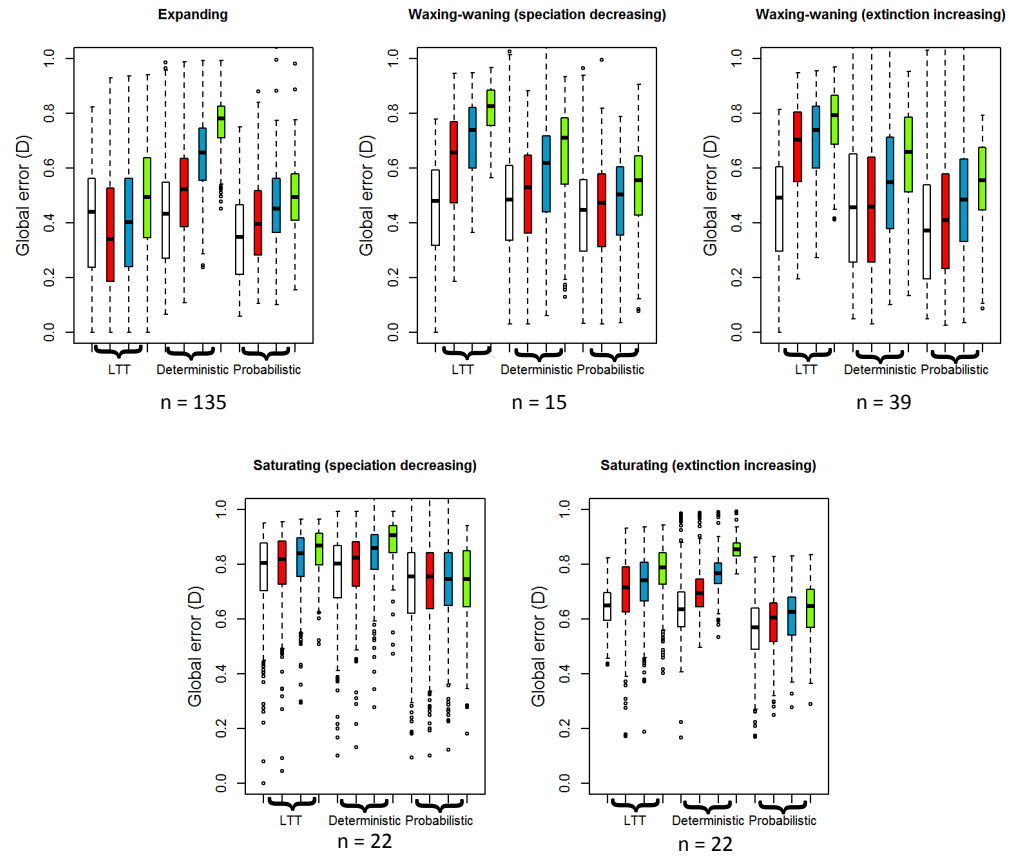 Expanding
Global error (D)
0.0 0.2 0.4 0.6 0.8 1.0
LTT Deterministic Probabilistic
n = 135
Waxing-waning (speciation decreasing)
Global error (D)
0.0 0.2 0.4 0.6 0.8 1.0
LTT Deterministic Probabilistic
n = 15
Waxing-waning (extinction increasing)
Global error (D)
0.0 0.2 0.4 0.6 0.8 1.0
LTT Deterministic Probabilistic
n = 39
Saturating (speciation decreasing)
Global error (D)
0.0 0.2 0.4 0.6 0.8 1.0
LTT Deterministic Probabilistic
n = 22
Saturating (extinction increasing)
Global error (D)
0.0 0.2 0.4 0.6 0.8 1.0
LTT Deterministic Probabilistic
n = 22